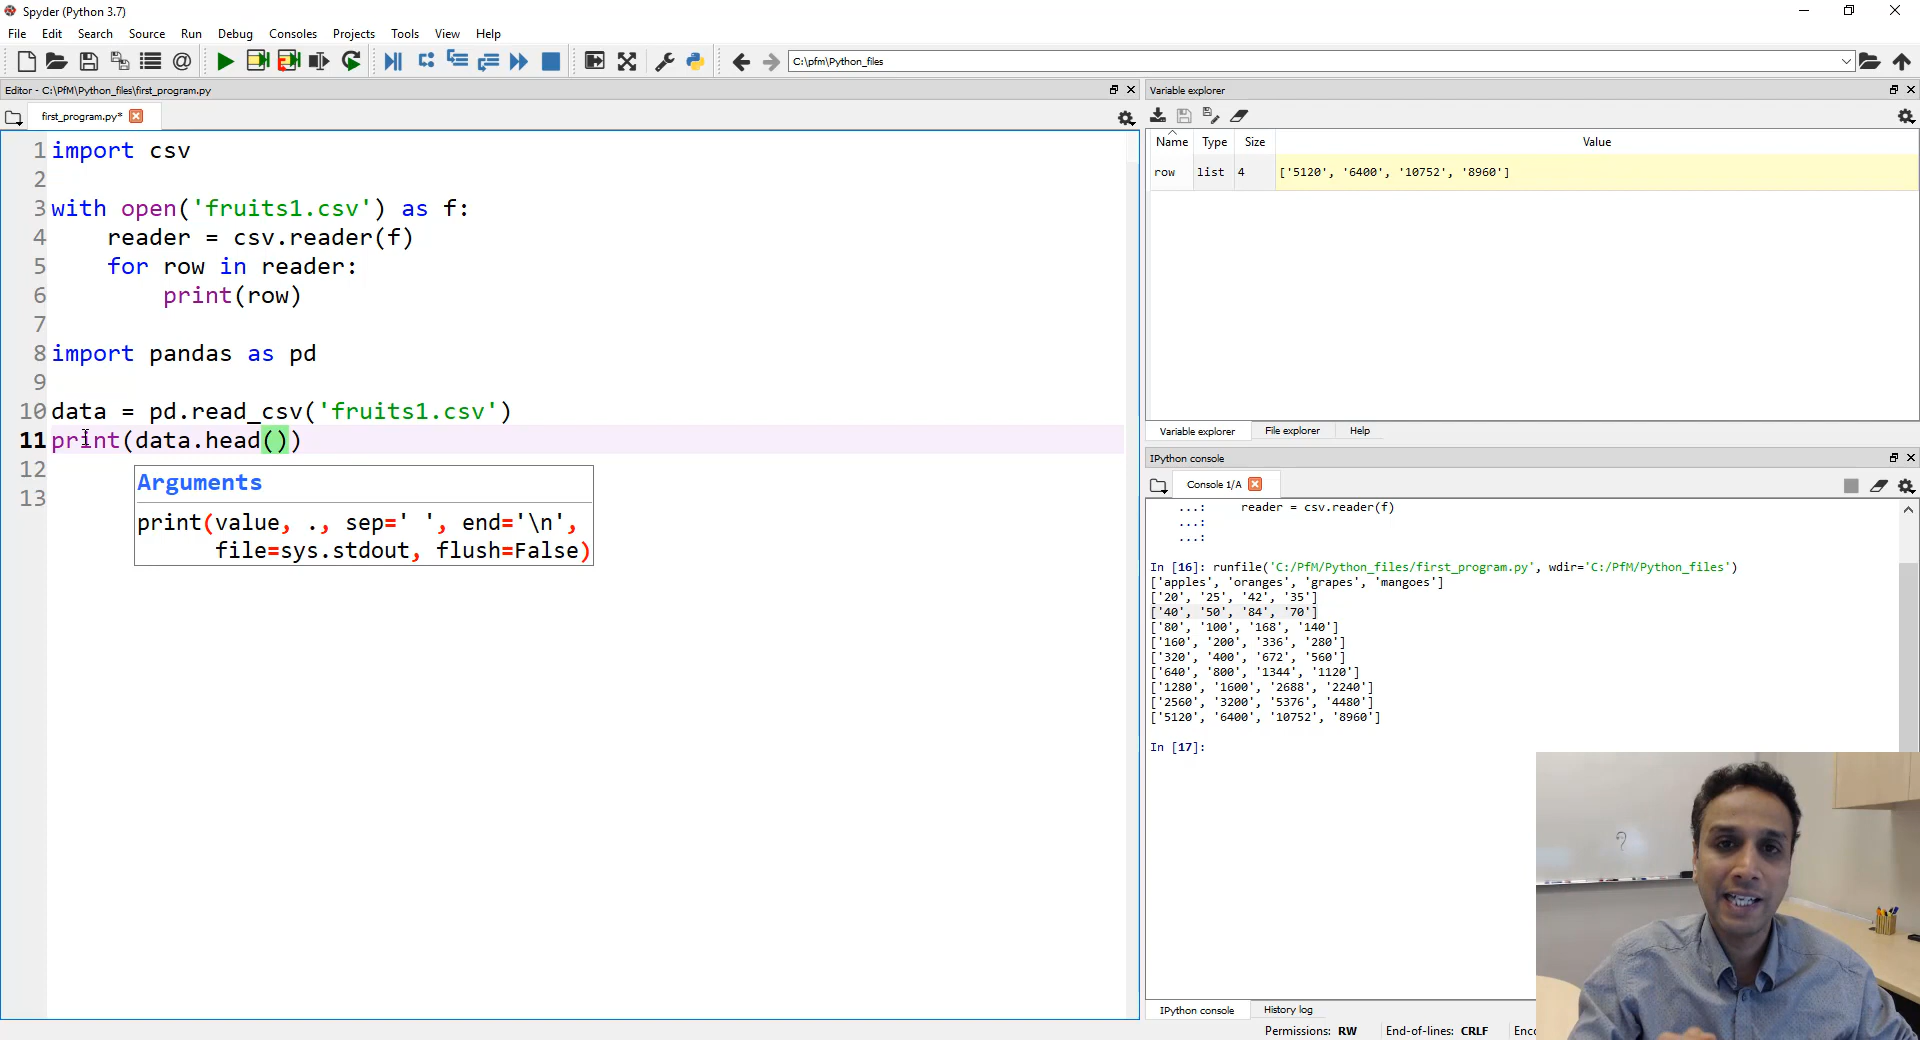 Spyder (Python 3.7)
File Edit Search Source Run Debug Consoles Projects Tools View Help
C:\pfm\Python_files
Editor - C:\PfM\Python_files\first_program.py
first_program.py*
1 import csv
2
3 with open('fruits1.csv') as f:
4     reader = csv.reader(f)
5     for row in reader:
6         print(row)
7
8 import pandas as pd
9
10 data = pd.read_csv('fruits1.csv')
11 print(data.head())
12
13
Arguments
print(value, ., sep=' ', end='\n',
file=sys.stdout, flush=False)
Variable explorer
Name Type Size Value
row list 4 ['5120', '6400', '10752', '8960']
Variable explorer File explorer Help
IPython console
Console 1/A
...:     reader = csv.reader(f)
...:
...:
In [16]: runfile('C:/PfM/Python_files/first_program.py', wdir='C:/PfM/Python_files')
['apples', 'oranges', 'grapes', 'mangoes']
['20', '25', '42', '35']
['40', '50', '84', '70']
['80', '100', '168', '140']
['160', '200', '336', '280']
['320', '400', '672', '560']
['640', '800', '1344', '1120']
['1280', '1600', '2688', '2240']
['2560', '3200', '5376', '4480']
['5120', '6400', '10752', '8960']
In [17]:
IPython console History log
Permissions: RW End-of-lines: CRLF Enc